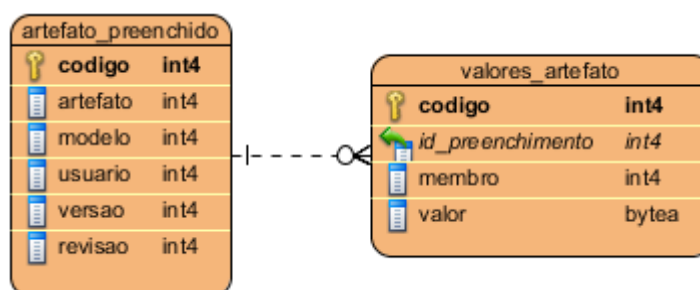 artefato_preenchido
codigo int4
artefato int4
modelo int4
usuario int4
versao int4
revisao int4
valores_artefato
codigo int4
id_preenchimento int4
membro int4
valor bytea